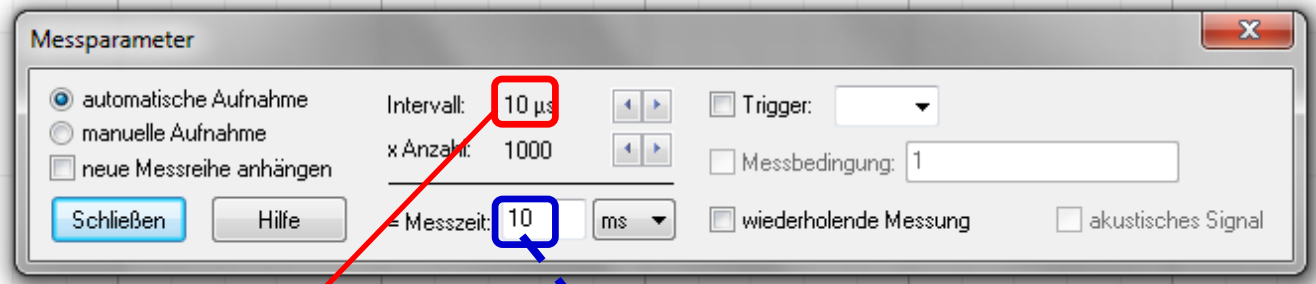 Messparameter
automatische Aufnahme
manuelle Aufnahme
neue Messreihe anhängen
Schließen
Hilfe
Intervall: 10 µs
x Anzahl: 1000
= Messzeit: 10 ms
Trigger:
Messbedingung: 1
wiederholende Messung
akustisches Signal